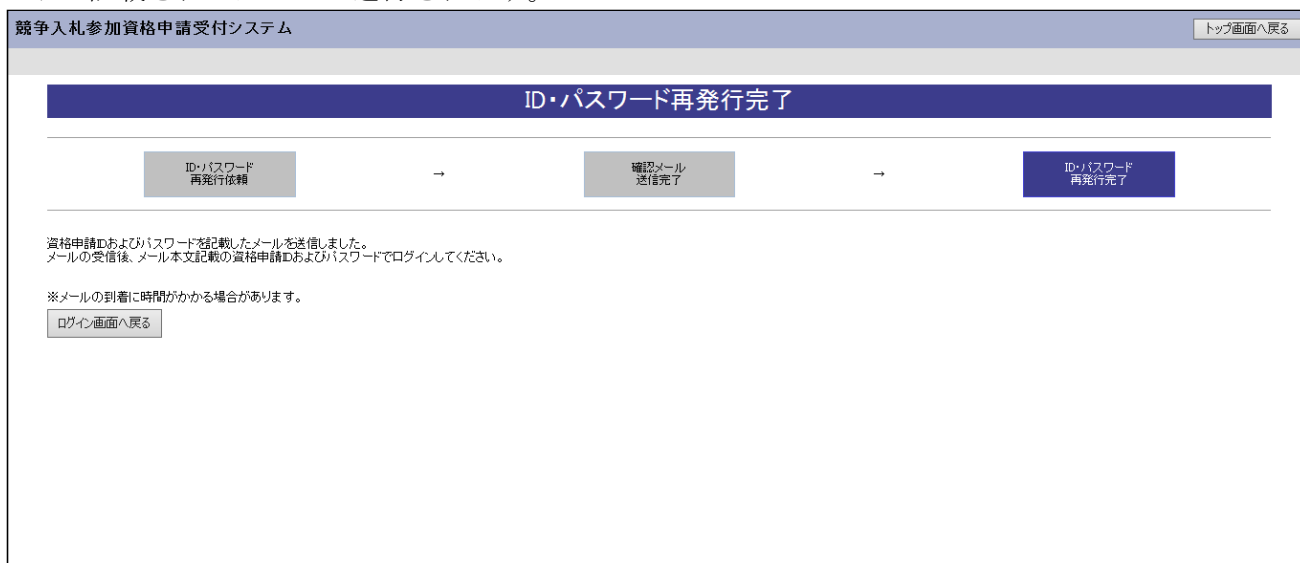 競争入札参加資格申請受付システム
トップ画面へ戻る
ID・パスワード再発行完了
ID・パスワード
再発行依頼
→
確認メール
送信完了
→
ID・パスワード
再発行完了
資格申請IDおよびパスワードを記載したメールを送信しました。
メールの受信後、メール本文記載の資格申請IDおよびパスワードでログインしてください。
※メールの到着に時間がかかる場合があります。
ログイン画面へ戻る